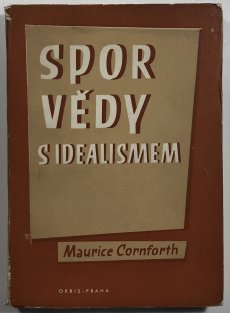 SPOR
VĚDY
S IDEALISMEM
Maurice Cornforth
ORBIS-PRAHA